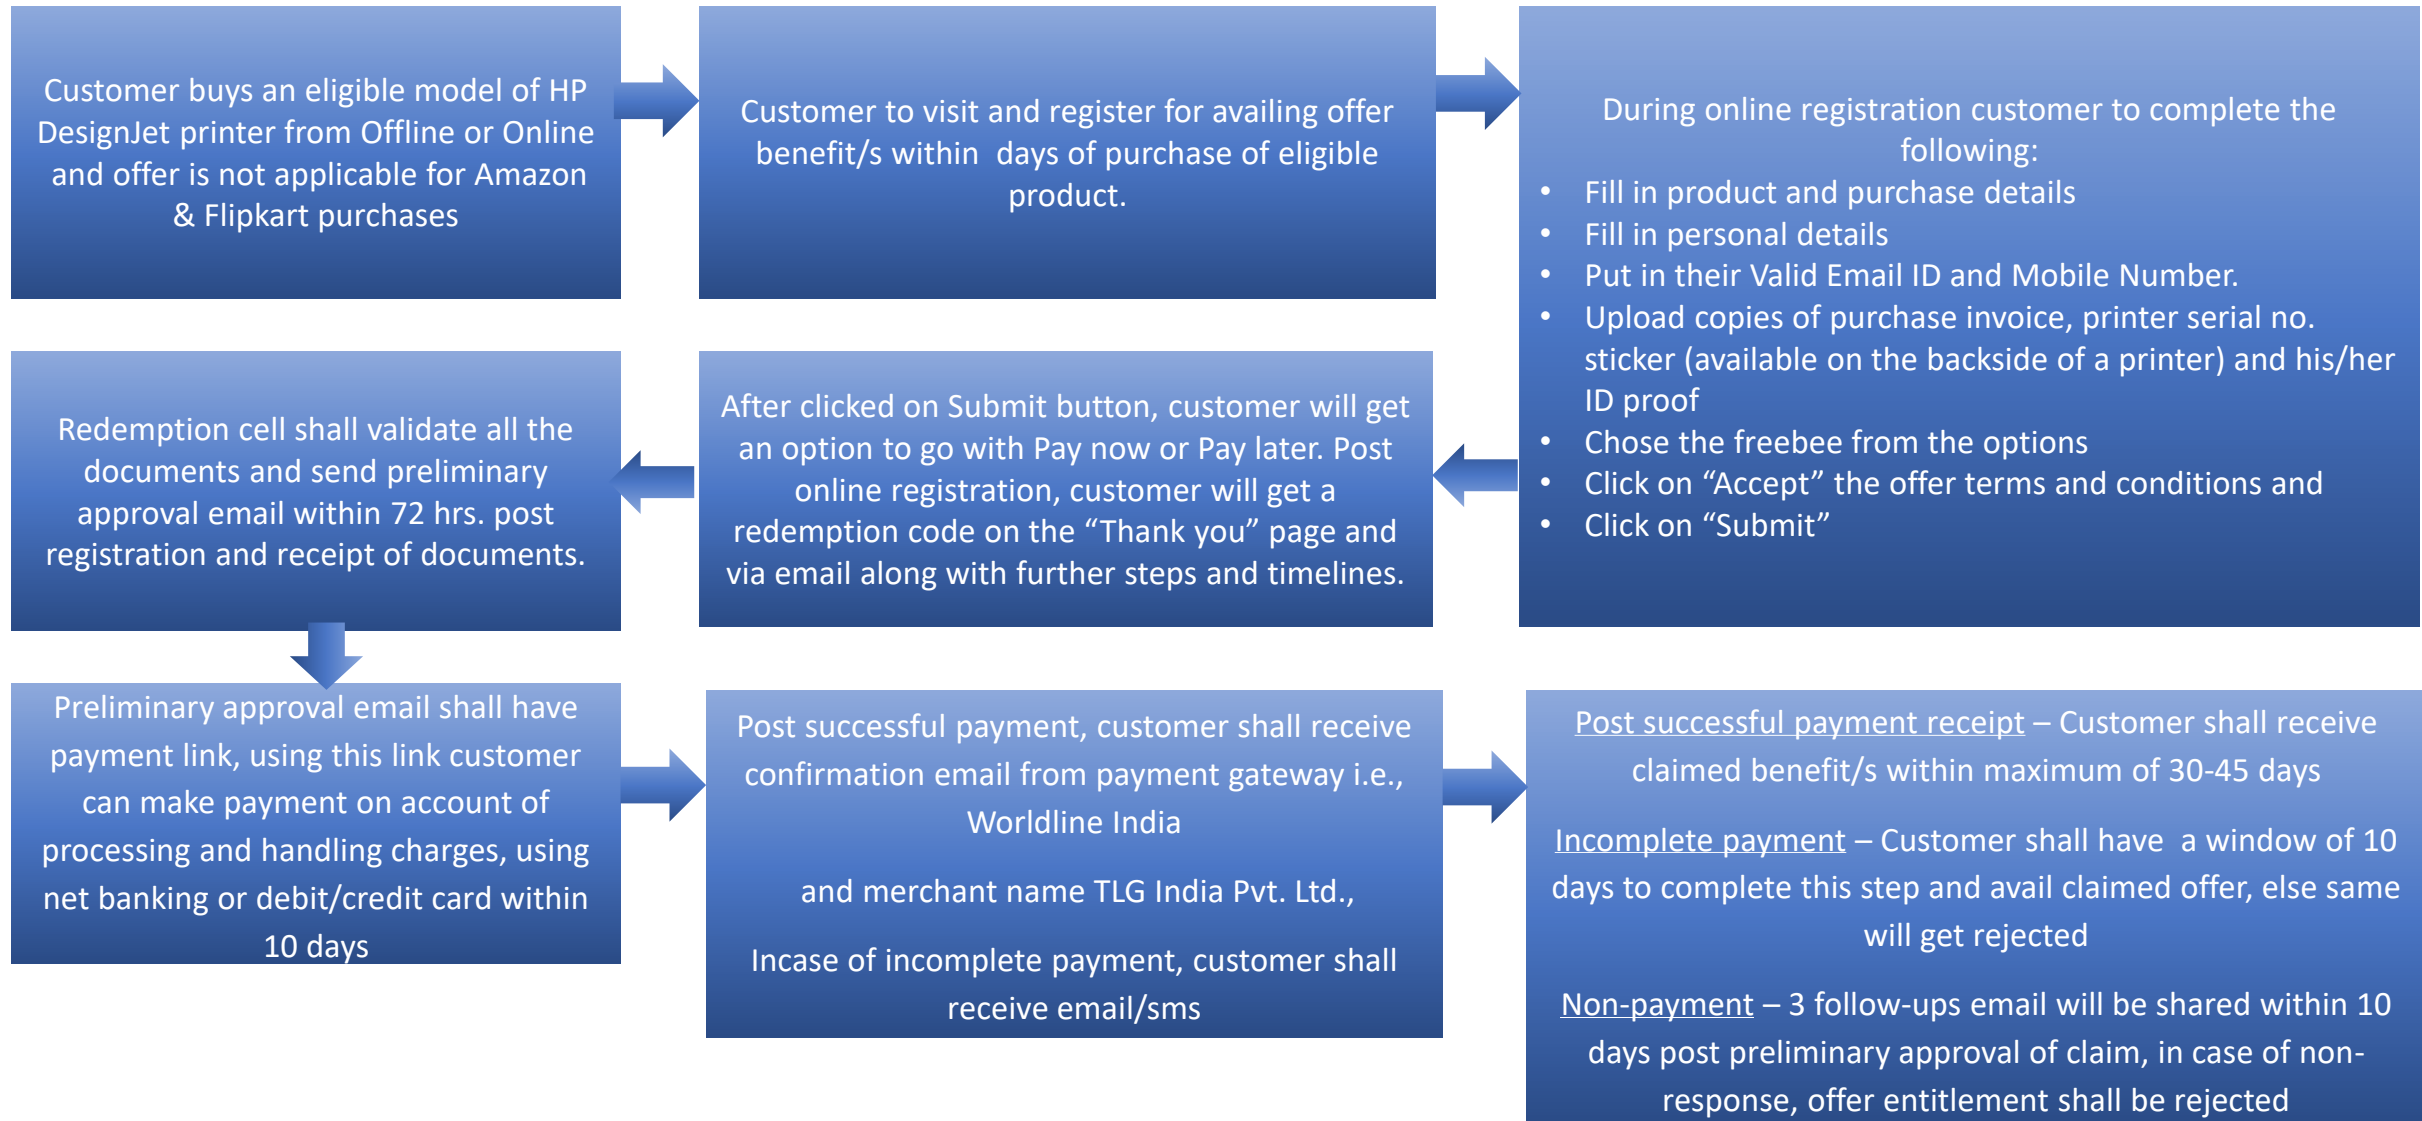 Customer buys an eligible model of HP
DesignJet printer from Offline or Online
and offer is not applicable for Amazon
& Flipkart purchases
Customer to visit and register for availing offer
benefit/s within  days of purchase of eligible
product.
During online registration customer to complete the
following:
• Fill in product and purchase details
• Fill in personal details
• Put in their Valid Email ID and Mobile Number.
• Upload copies of purchase invoice, printer serial no.
sticker (available on the backside of a printer) and his/her
ID proof
• Chose the freebee from the options
• Click on “Accept” the offer terms and conditions and
• Click on “Submit”
After clicked on Submit button, customer will get
an option to go with Pay now or Pay later. Post
online registration, customer will get a
redemption code on the “Thank you” page and
via email along with further steps and timelines.
Redemption cell shall validate all the
documents and send preliminary
approval email within 72 hrs. post
registration and receipt of documents.
Preliminary approval email shall have
payment link, using this link customer
can make payment on account of
processing and handling charges, using
net banking or debit/credit card within
10 days
Post successful payment, customer shall receive
confirmation email from payment gateway i.e.,
Worldline India
and merchant name TLG India Pvt. Ltd.,
Incase of incomplete payment, customer shall
receive email/sms
Post successful payment receipt – Customer shall receive
claimed benefit/s within maximum of 30-45 days
Incomplete payment – Customer shall have  a window of 10
days to complete this step and avail claimed offer, else same
will get rejected
Non-payment – 3 follow-ups email will be shared within 10
days post preliminary approval of claim, in case of non-
response, offer entitlement shall be rejected